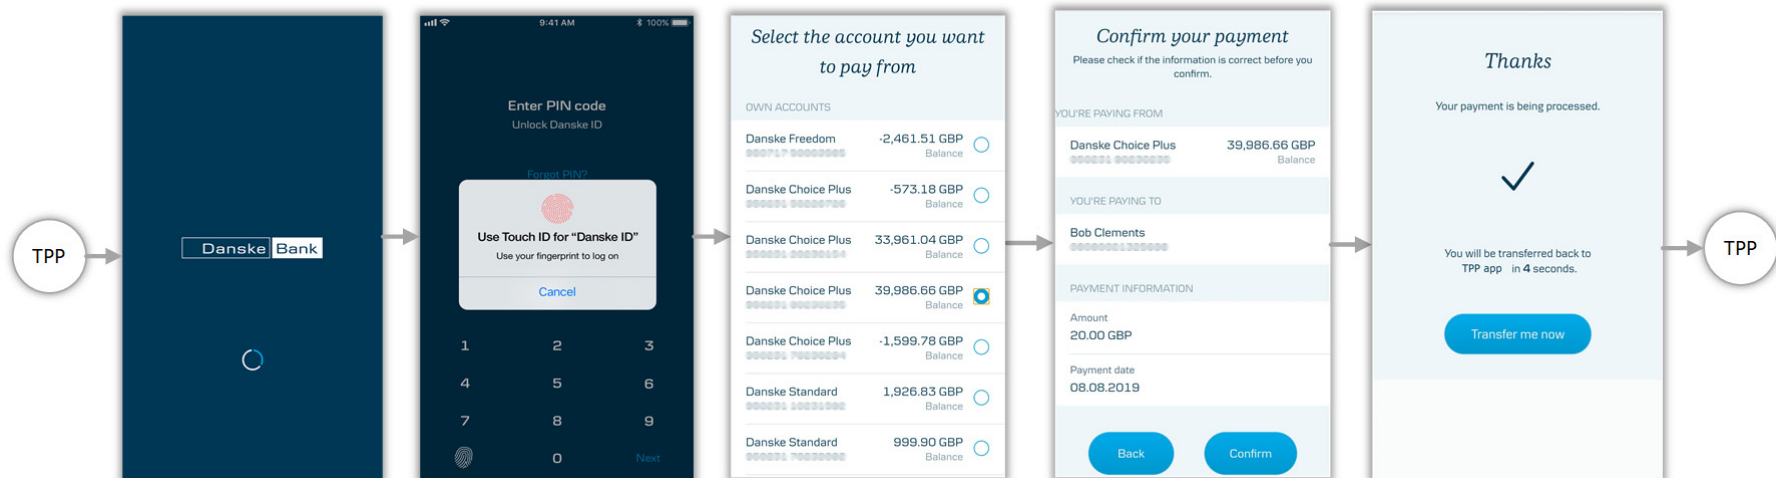 TPP
Danske Bank
9:41 AM
100%
Enter PIN code
Unlock Danske ID
Forgot PIN?
Use Touch ID for “Danske ID”
Use your fingerprint to log on
Cancel
1 2 3
4 5 6
7 8 9
0 Next
Select the account you want
to pay from
OWN ACCOUNTS
Danske Freedom -2,461.51 GBP
Balance
Danske Choice Plus -573.18 GBP
Balance
Danske Choice Plus 33,961.04 GBP
Balance
Danske Choice Plus 39,986.66 GBP
Balance
Danske Choice Plus -1,599.78 GBP
Balance
Danske Standard 1,926.83 GBP
Balance
Danske Standard 999.90 GBP
Balance
Confirm your payment
Please check if the information is correct before you
confirm.
YOU'RE PAYING FROM
Danske Choice Plus 39,986.66 GBP
Balance
YOU'RE PAYING TO
Bob Clements
PAYMENT INFORMATION
Amount
20.00 GBP
Payment date
08.08.2019
Back Confirm
Thanks
Your payment is being processed.
You will be transferred back to
TPP app in 4 seconds.
Transfer me now
TPP